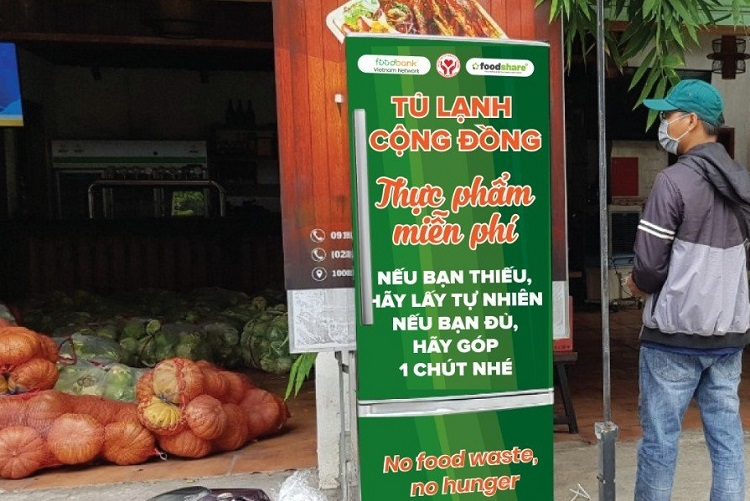 foodbank
Vietnam Network
foodshare
TỦ LẠNH
CỘNG ĐỒNG
Thực phẩm
miễn phí
NẾU BẠN THIẾU,
HÃY LẤY TỰ NHIÊN
NẾU BẠN ĐỦ,
HÃY GÓP
1 CHÚT NHÉ
No food waste,
no hunger